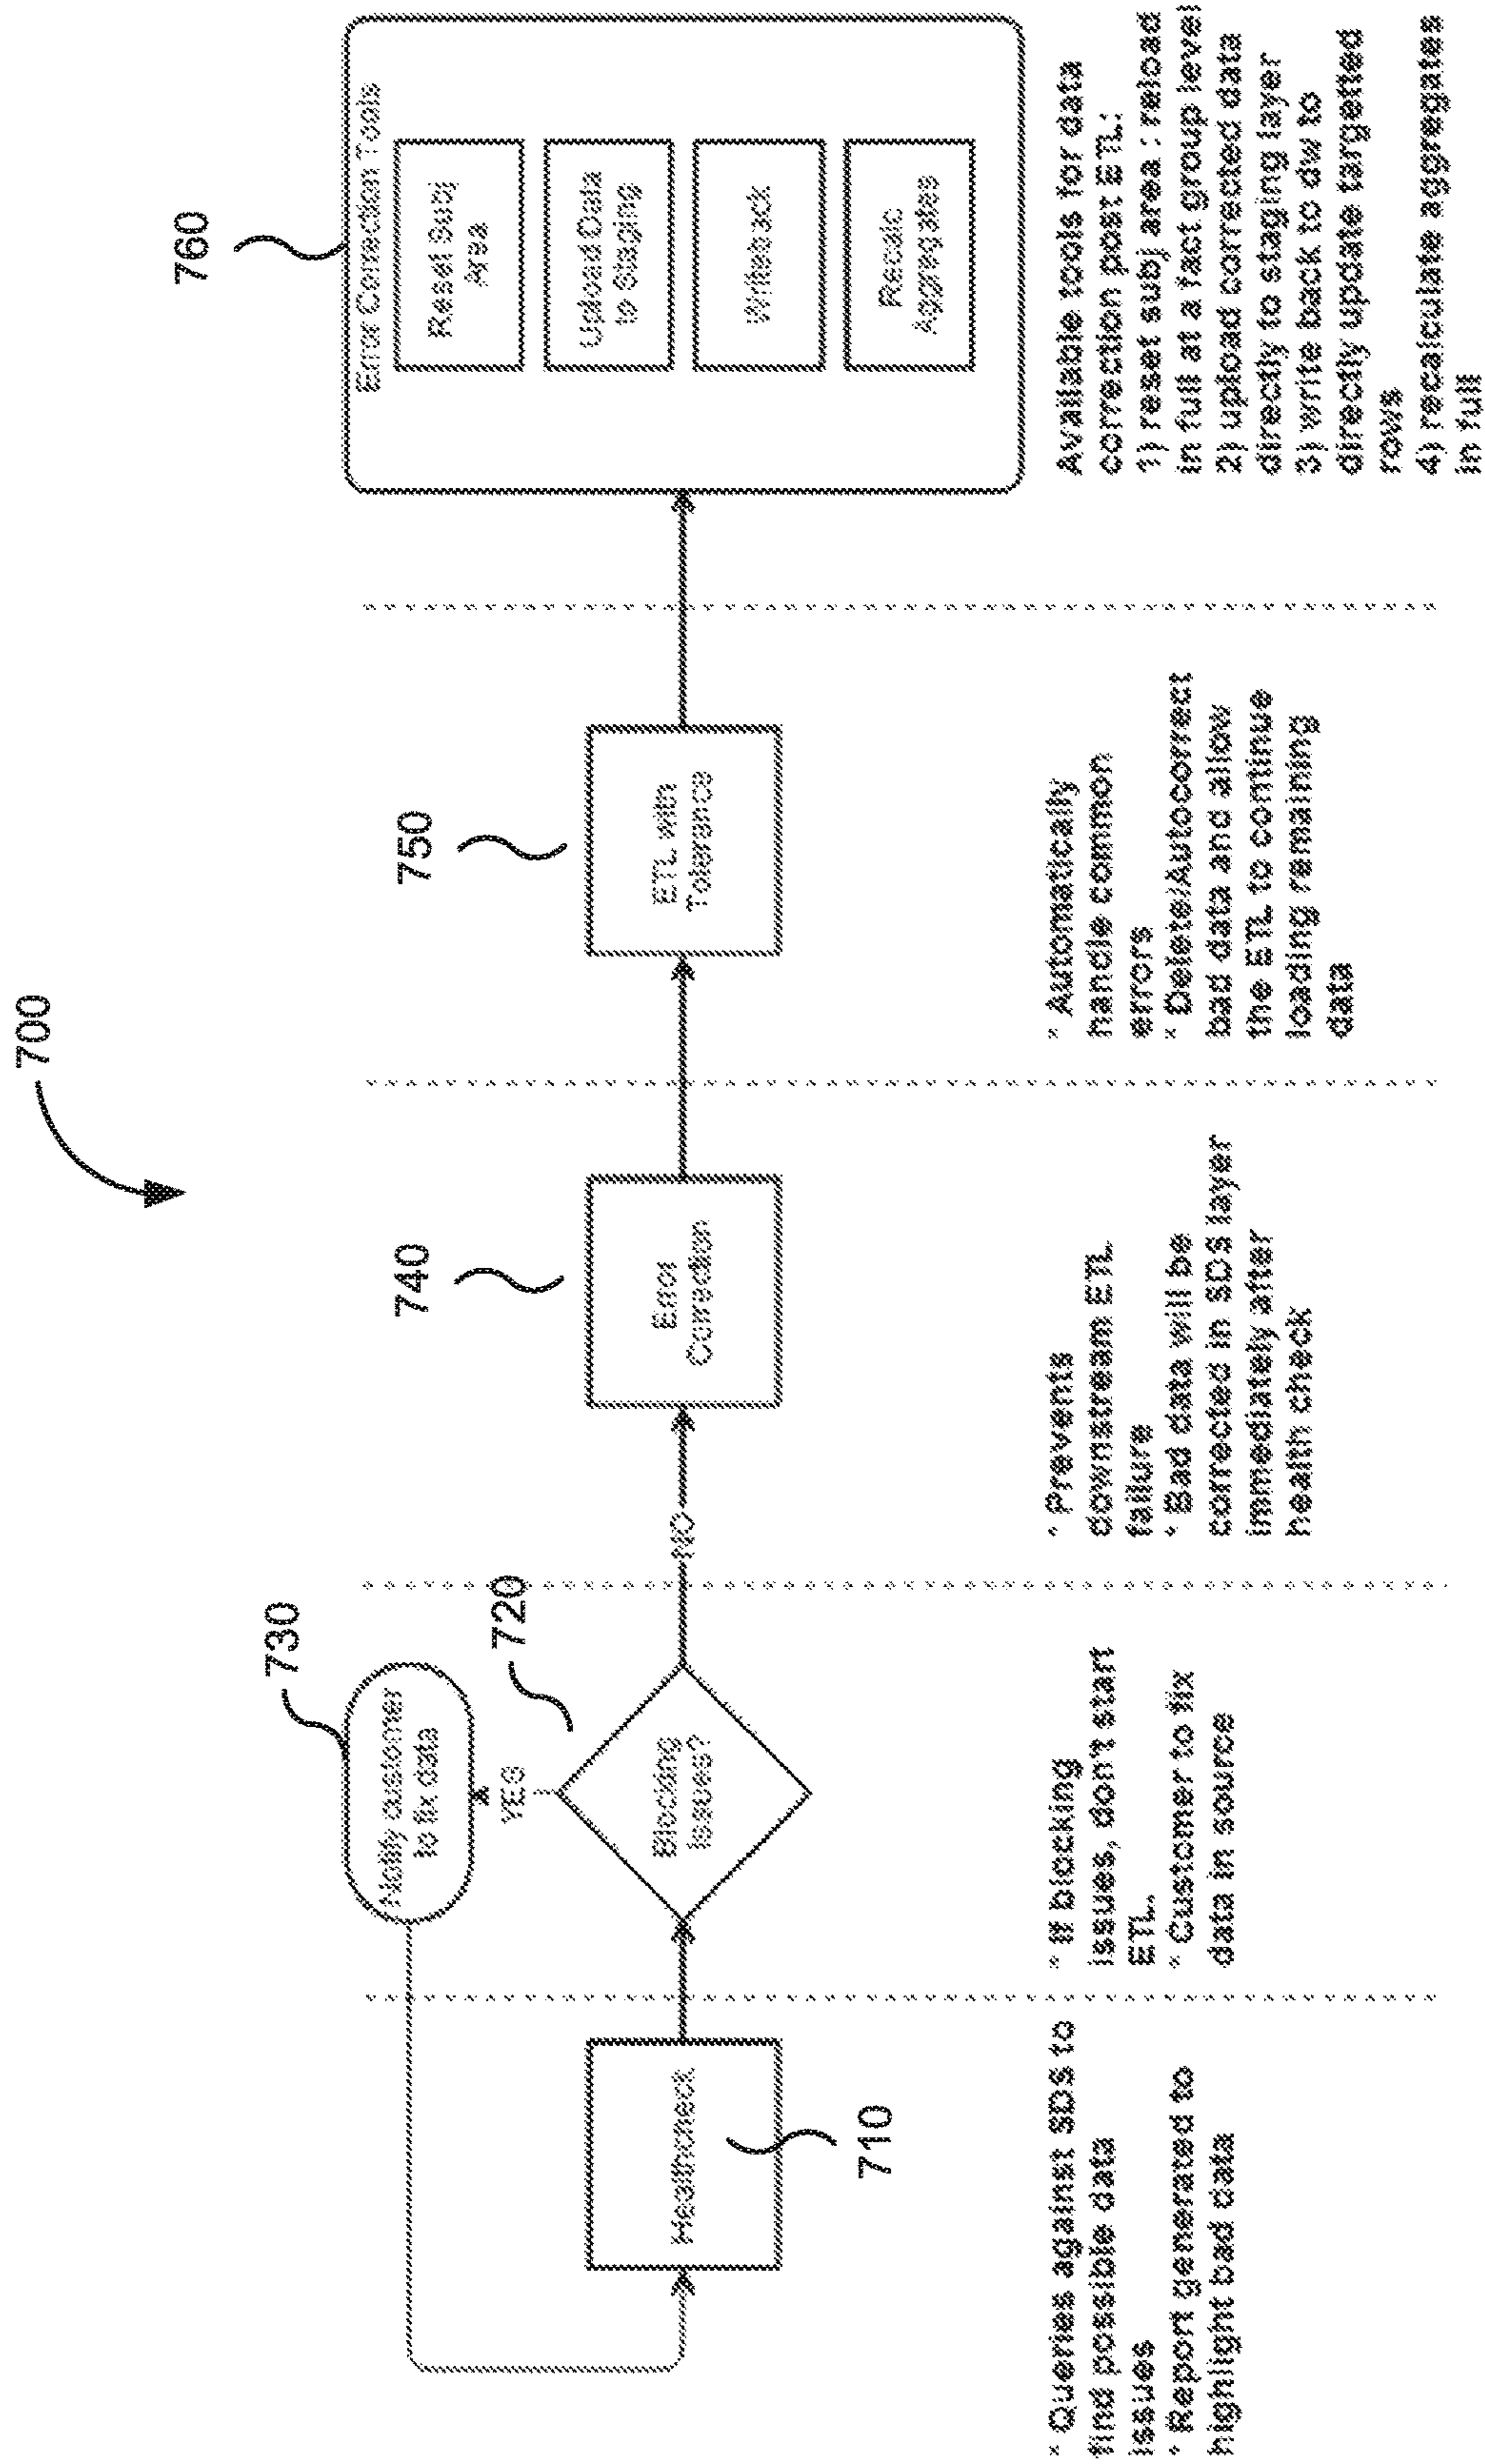 700
760
Error Correction Tools
Reset Subj
Area
Upload Data
to Staging
Writeback
Recalc
Aggregates
750
ETL with
Tolerance
740
Error
Correction
NO
730
Notify customer
to fix data
YES
720
Blocking
Issues?
Healthcheck
710
" Queries against SDS to
find possible data
issues
" Report generated to
highlight bad data
" If blocking
issues, don't start
ETL.
" Customer to fix
data in source
" Prevents
downstream ETL
failure
" Bad data will be
corrected in SDS layer
immediately after
health check
" Automatically
handle common
errors
" Delete/Autocorrect
bad data and allow
the ETL to continue
loading remaining
data
Available tools for data
correction post ETL:
1) reset subj area : reload
in full at a fact group level
2) upload corrected data
directly to staging layer
3) write back to dw to
directly update targetted
rows
4) recalculate aggregates
in full